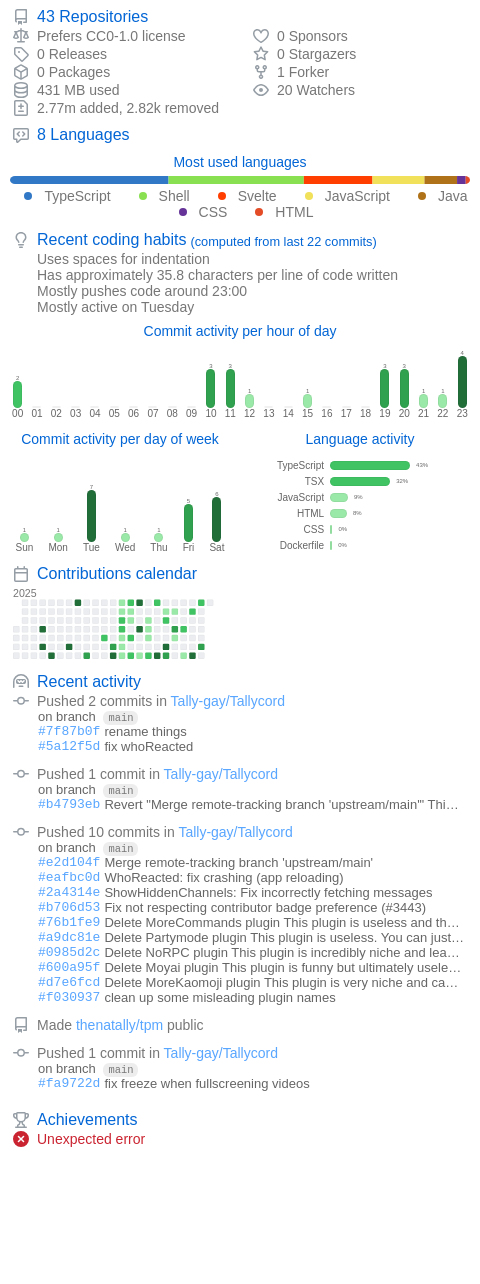 43 Repositories
Prefers CC0-1.0 license
0 Sponsors
0 Releases
0 Stargazers
0 Packages
1 Forker
431 MB used
20 Watchers
2.77m added, 2.82k removed
8 Languages
Most used languages
TypeScript Shell Svelte JavaScript Java
CSS HTML
Recent coding habits (computed from last 22 commits)
Uses spaces for indentation
Has approximately 35.8 characters per line of code written
Mostly pushes code around 23:00
Mostly active on Tuesday
Commit activity per hour of day
2 3 3 1 1 3 3 1 1 4
00 01 02 03 04 05 06 07 08 09 10 11 12 13 14 15 16 17 18 19 20 21 22 23
Commit activity per day of week
1 1 7 1 1 5 6
Sun Mon Tue Wed Thu Fri Sat
Language activity
TypeScript 43%
TSX 32%
JavaScript 9%
HTML 8%
CSS 0%
Dockerfile 0%
Contributions calendar
2025
Recent activity
Pushed 2 commits in Tally-gay/Tallycord
on branch main
#7f87b0f rename things
#5a12f5d fix whoReacted
Pushed 1 commit in Tally-gay/Tallycord
on branch main
#b4793eb Revert "Merge remote-tracking branch 'upstream/main'" Thi…
Pushed 10 commits in Tally-gay/Tallycord
on branch main
#e2d104f Merge remote-tracking branch 'upstream/main'
#eafbc0d WhoReacted: fix crashing (app reloading)
#2a4314e ShowHiddenChannels: Fix incorrectly fetching messages
#b706d53 Fix not respecting contributor badge preference (#3443)
#76b1fe9 Delete MoreCommands plugin This plugin is useless and th…
#a9dc81e Delete Partymode plugin This plugin is useless. You can just…
#0985d2c Delete NoRPC plugin This plugin is incredibly niche and lea…
#600a95f Delete Moyai plugin This plugin is funny but ultimately usele…
#d7e6fcd Delete MoreKaomoji plugin This plugin is very niche and ca…
#f030937 clean up some misleading plugin names
Made thenatally/tpm public
Pushed 1 commit in Tally-gay/Tallycord
on branch main
#fa9722d fix freeze when fullscreening videos
Achievements
Unexpected error